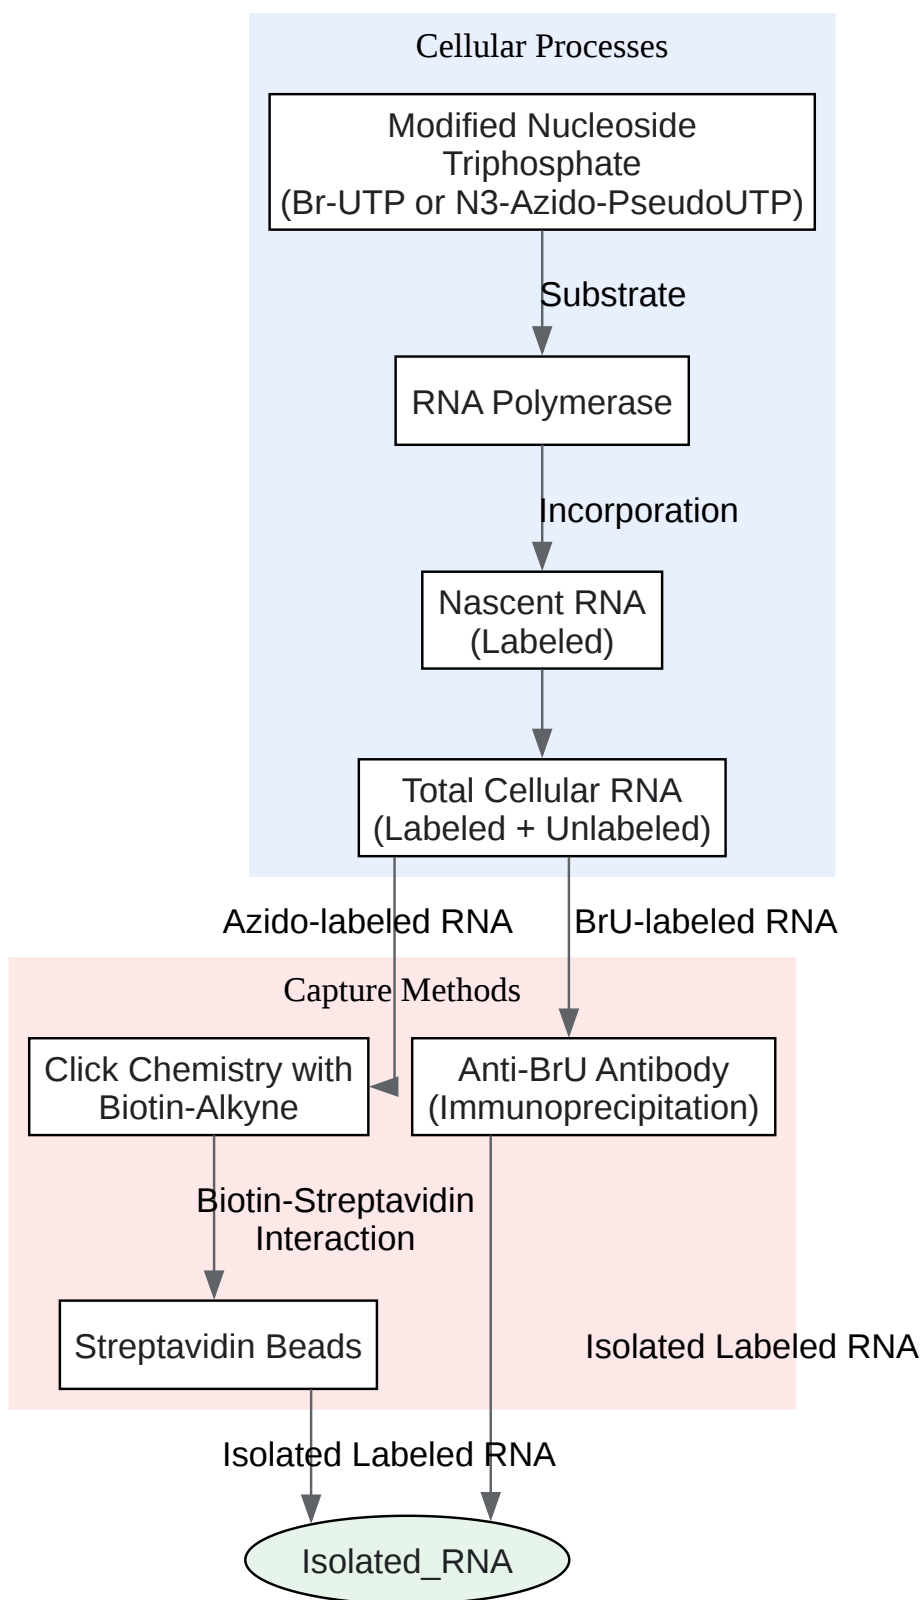 Cellular Processes
Modified Nucleoside
Triphosphate
(Br-UTP or N3-Azido-PseudoUTP)
Substrate
RNA Polymerase
Incorporation
Nascent RNA
(Labeled)
Total Cellular RNA
(Labeled + Unlabeled)
Azido-labeled RNA
BrU-labeled RNA
Capture Methods
Click Chemistry with
Biotin-Alkyne
Anti-BrU Antibody
(Immunoprecipitation)
Biotin-Streptavidin
Interaction
Streptavidin Beads
Isolated Labeled RNA
Isolated Labeled RNA
Isolated_RNA